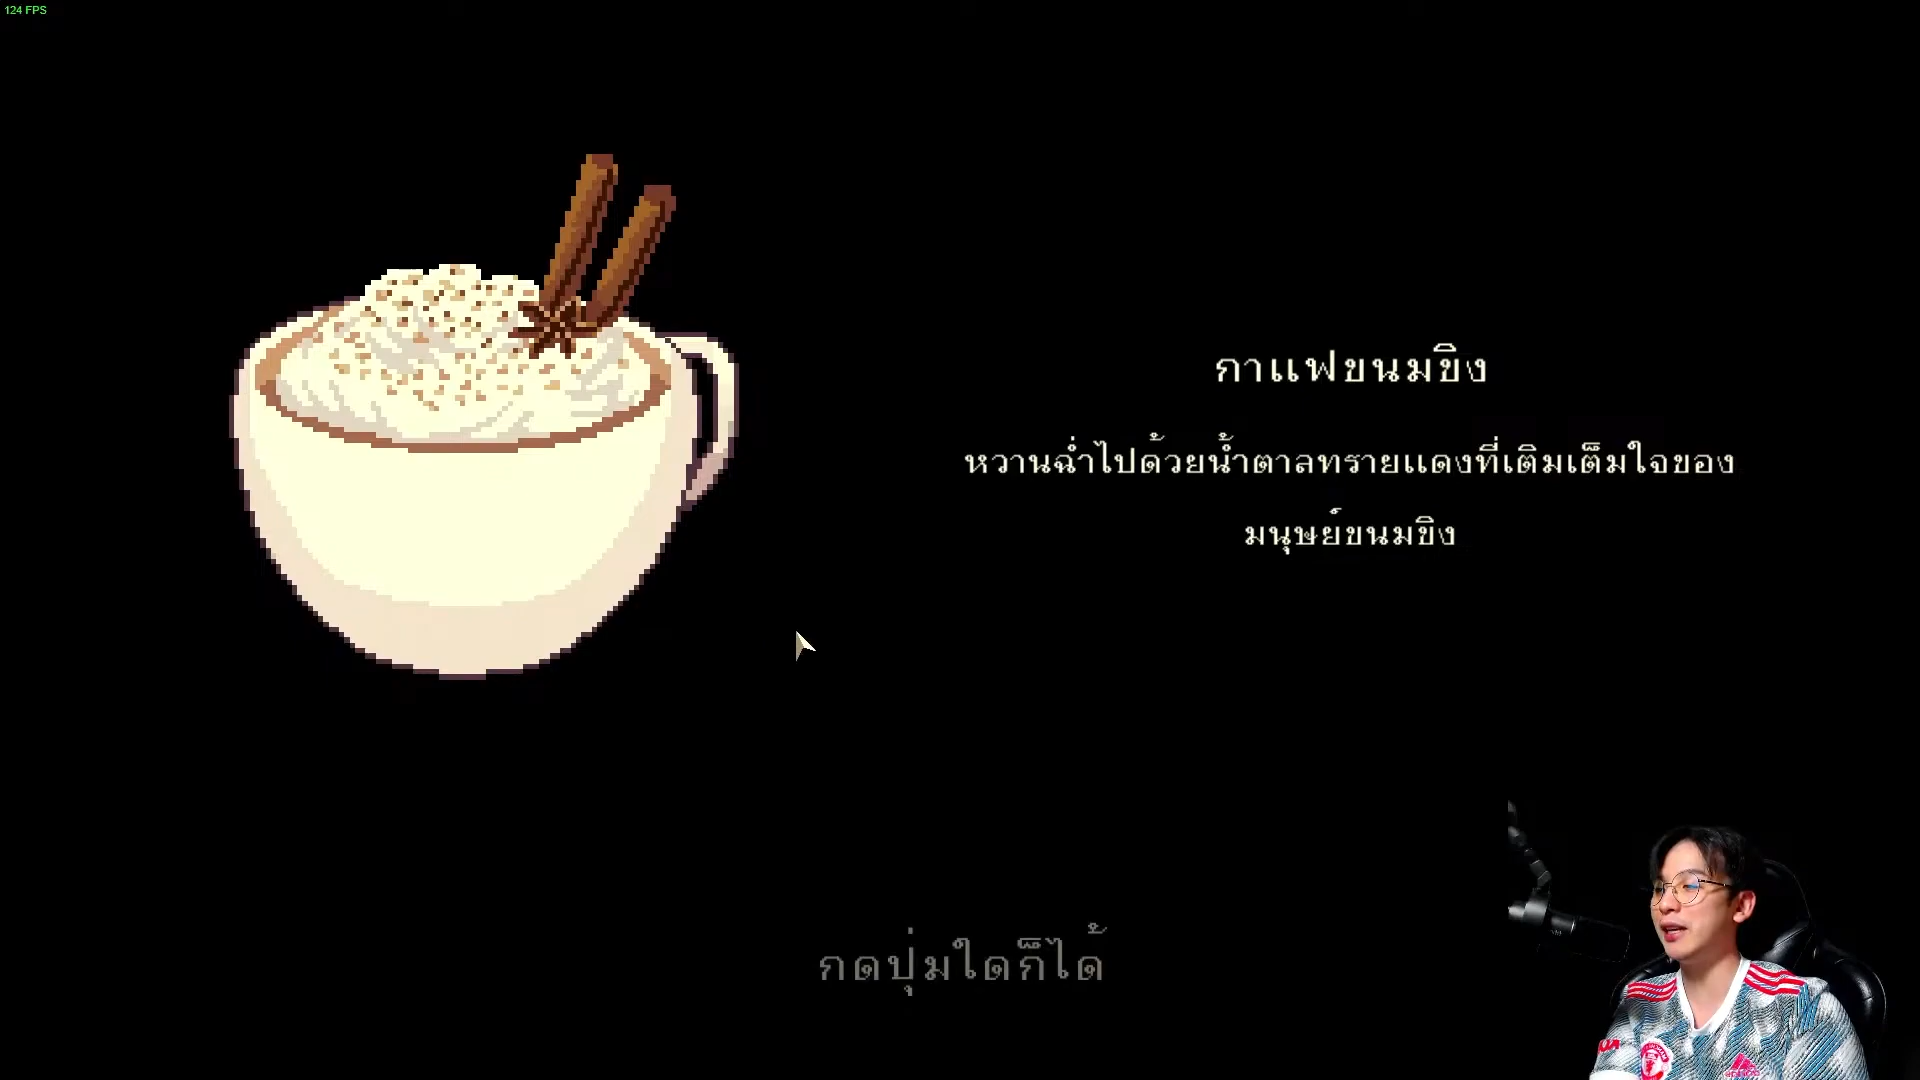 124 FPS
กาแฟขนมขิง
หวานฉ่ำไปด้วยน้ำตาลทรายแดงที่เติมเต็มใจของ
มนุษย์ขนมขิง
กดปุ่มใดก็ได้